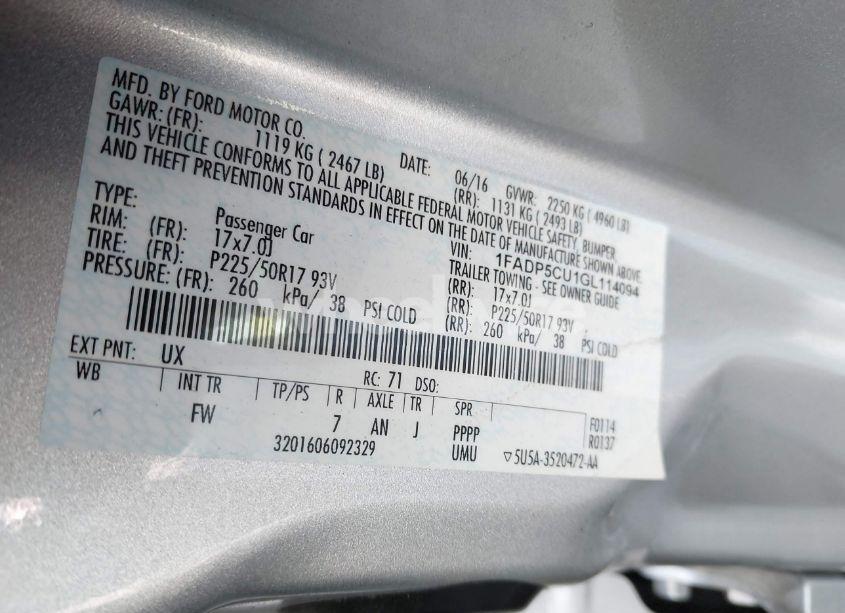 MFD. BY FORD MOTOR CO.
DATE: 06/16 GVWR: 2250 KG ( 4960 LB)
GAWR: (FR): 1119 KG ( 2467 LB) (RR): 1131 KG ( 2493 LB)
THIS VEHICLE CONFORMS TO ALL APPLICABLE FEDERAL MOTOR VEHICLE SAFETY, BUMPER,
AND THEFT PREVENTION STANDARDS IN EFFECT ON THE DATE OF MANUFACTURE SHOWN ABOVE.
VIN: 1FADP5CU1GL114094
TYPE: Passenger Car TRAILER TOWING - SEE OWNER GUIDE
RIM: (FR): 17x7.0J (RR): 17x7.0J
TIRE: (FR): P225/50R17 93V (RR): P225/50R17 93V
PRESSURE: (FR): 260 kPa/ 38 PSI COLD (RR): 260 kPa/ 38 PSI COLD
EXT PNT: UX RC: 71 DSO:
WB INT TR TP/PS R AXLE TR SPR
FW 7 AN J PPPP F0114
3201606092329 UMU R0137
▽5U5A-3520472-AA